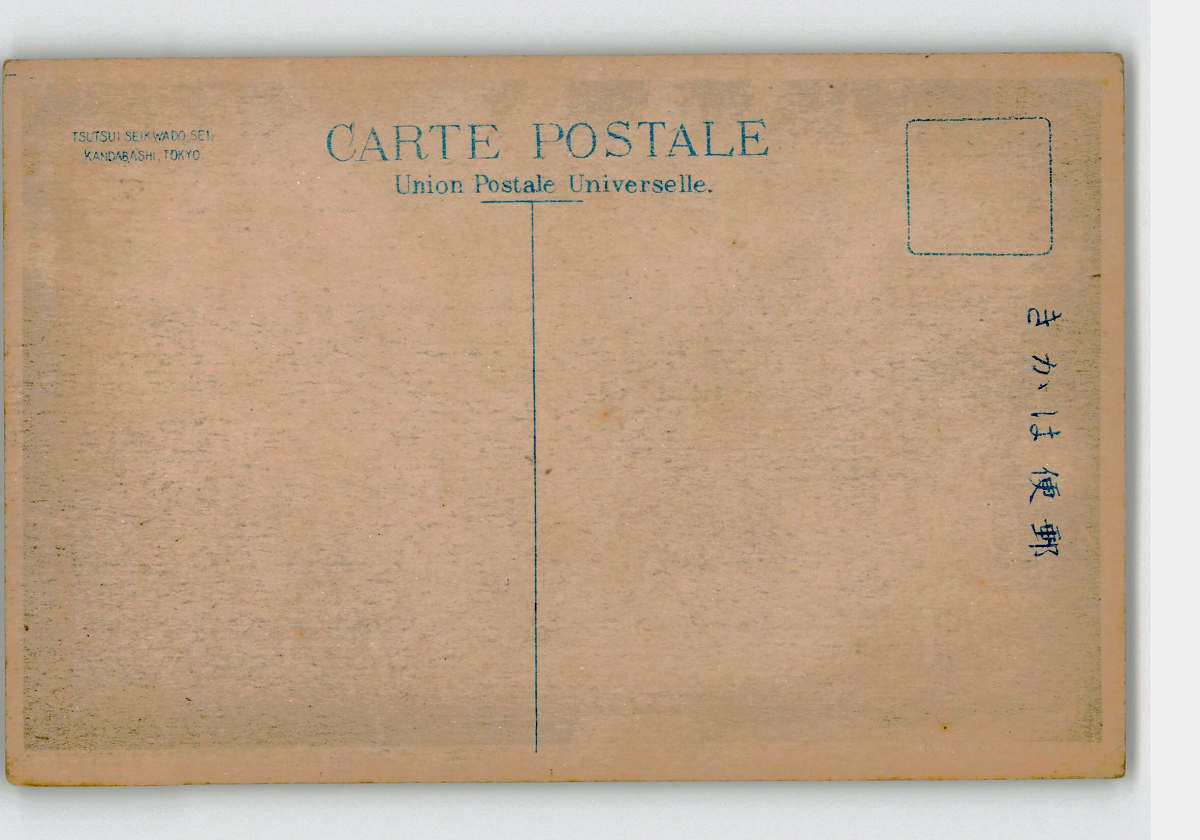 TSUTSUI SEIKWADO SEI,
KANDABASHI, TOKYO
CARTE POSTALE
Union Postale Universelle.
きかは便郵